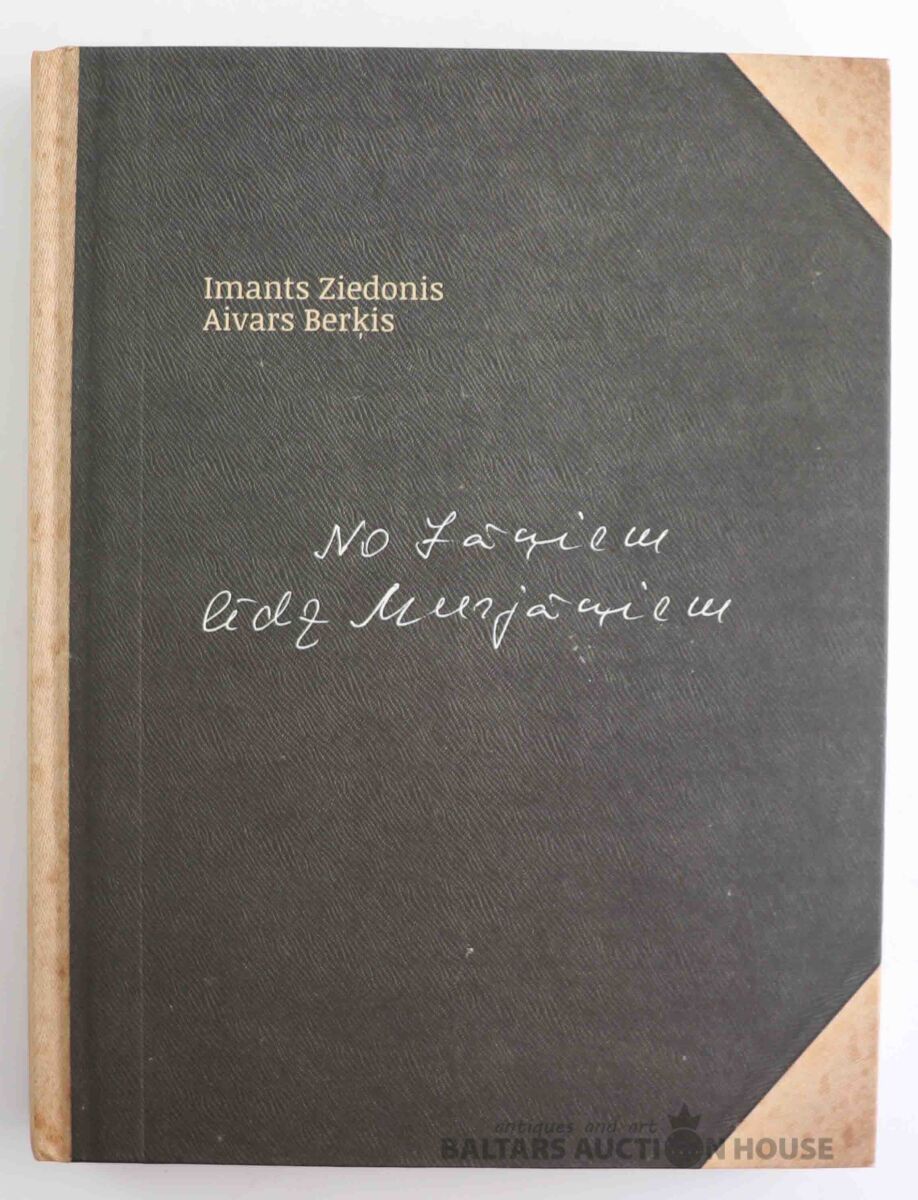 Imants Ziedonis
Aivars Berķis
No Jāņiem
līdz Murjāņiem
antiques and art
BALTARS AUCTION HOUSE